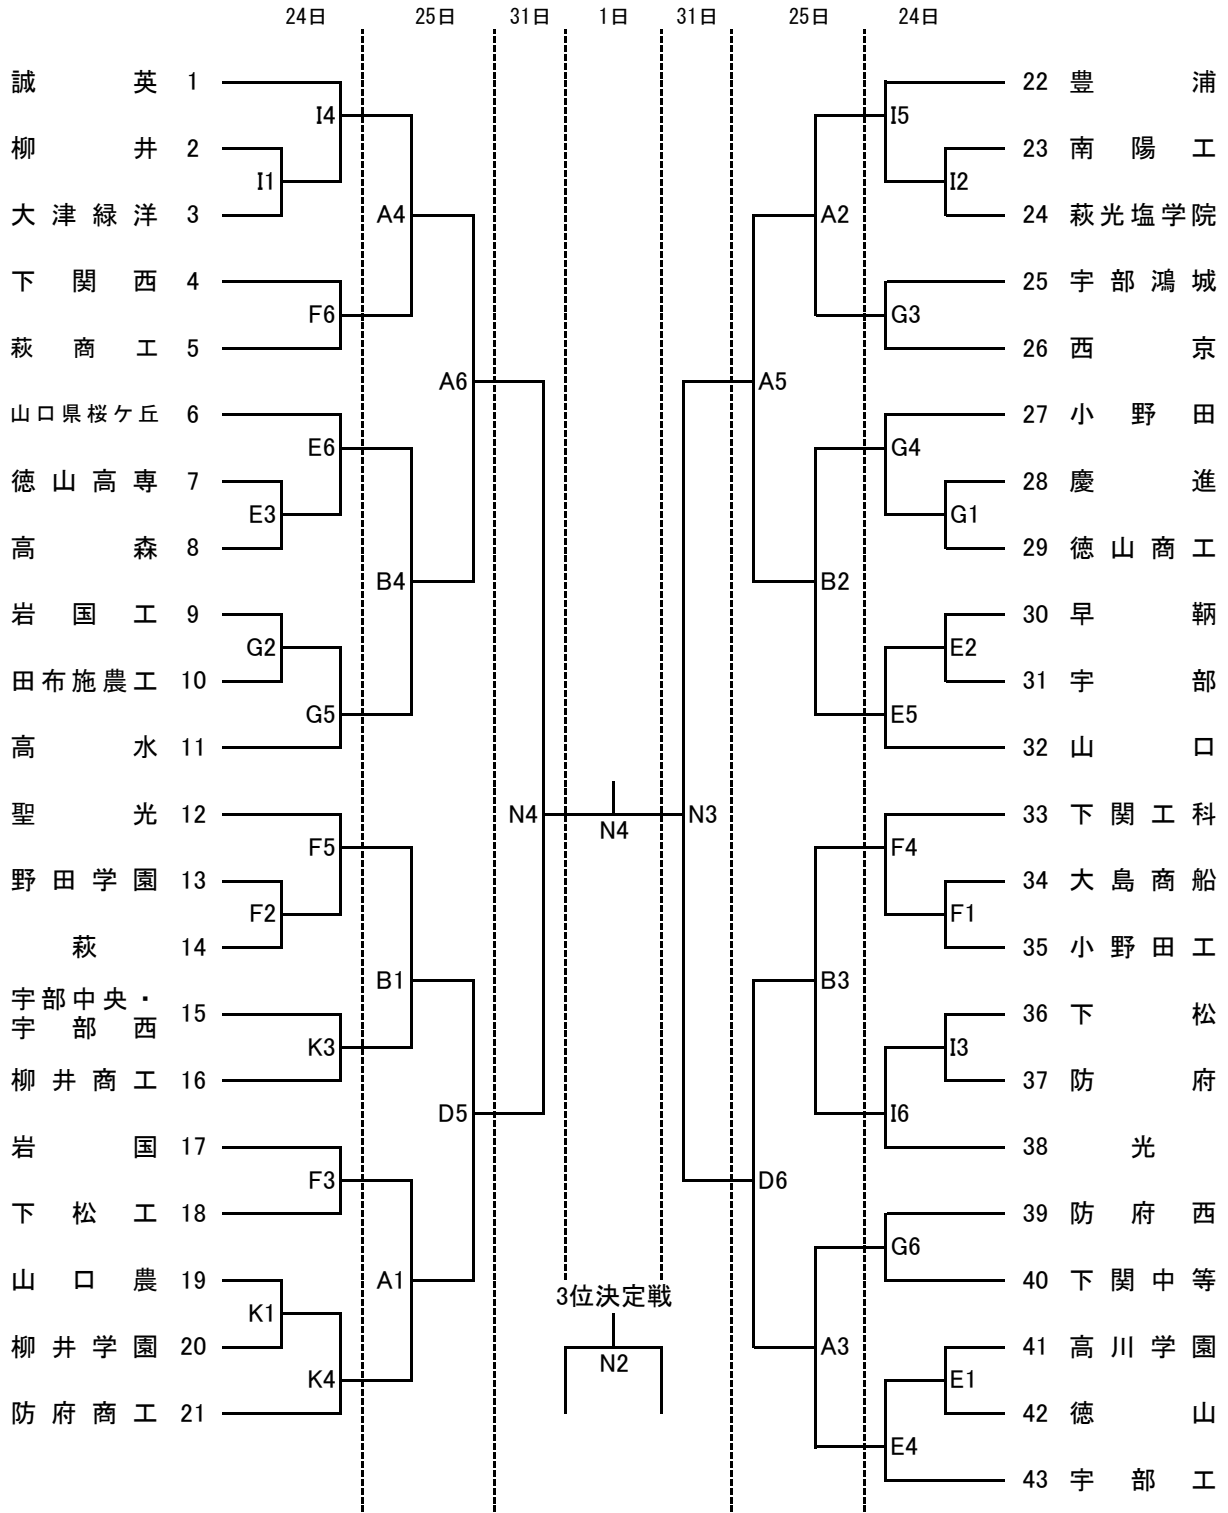 24日 25日 31日 1日 31日 25日 24日
誠英 1
I4
柳井 2
I1
大津緑洋 3
A4
下関西 4
F6
萩商工 5
A6
山口県桜ケ丘 6
E6
徳山高専 7
E3
高森 8
B4
岩国工 9
G2
田布施農工 10
G5
高水 11
N4
聖光 12
F5
野田学園 13
F2
萩 14
B1
宇部中央・
宇部西 15
K3
柳井商工 16
D5
岩国 17
F3
下松工 18
山口農 19
A1
K1
柳井学園 20
K4
防府商工 21
N4
3位決定戦
N2
22 豊浦
I5
23 南陽工
I2
24 萩光塩学院
A2
25 宇部鴻城
G3
26 西京
A5
27 小野田
G4
28 慶進
G1
29 徳山商工
B2
30 早鞆
E2
31 宇部
E5
32 山口
N3
33 下関工科
F4
34 大島商船
F1
35 小野田工
B3
36 下松
I3
37 防府
I6
38 光
D6
39 防府西
G6
40 下関中等
A3
41 高川学園
E1
42 徳山
E4
43 宇部工